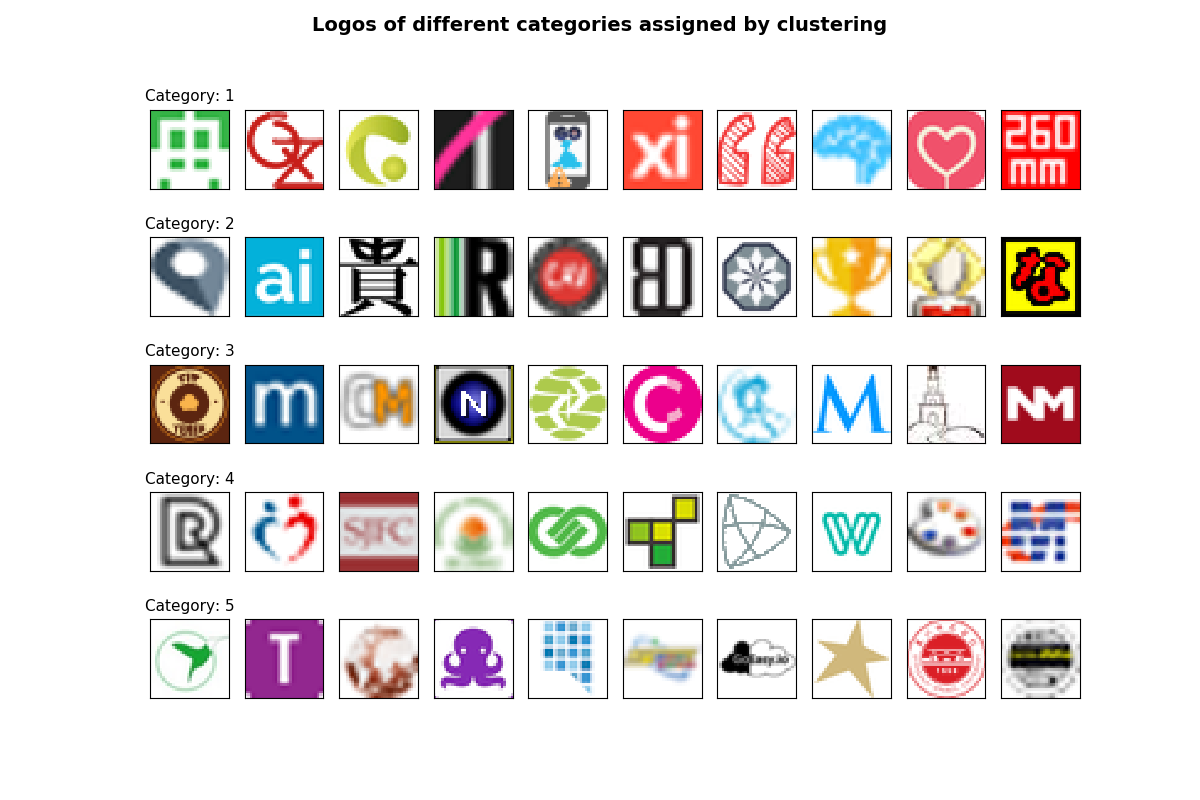 Logos of different categories assigned by clustering
Category: 1
GO
xi
260
mm
Category: 2
ai
貴
R
Category: 3
m
CM
N
C
M
NM
Category: 4
R
SJFC
W
Category: 5
T